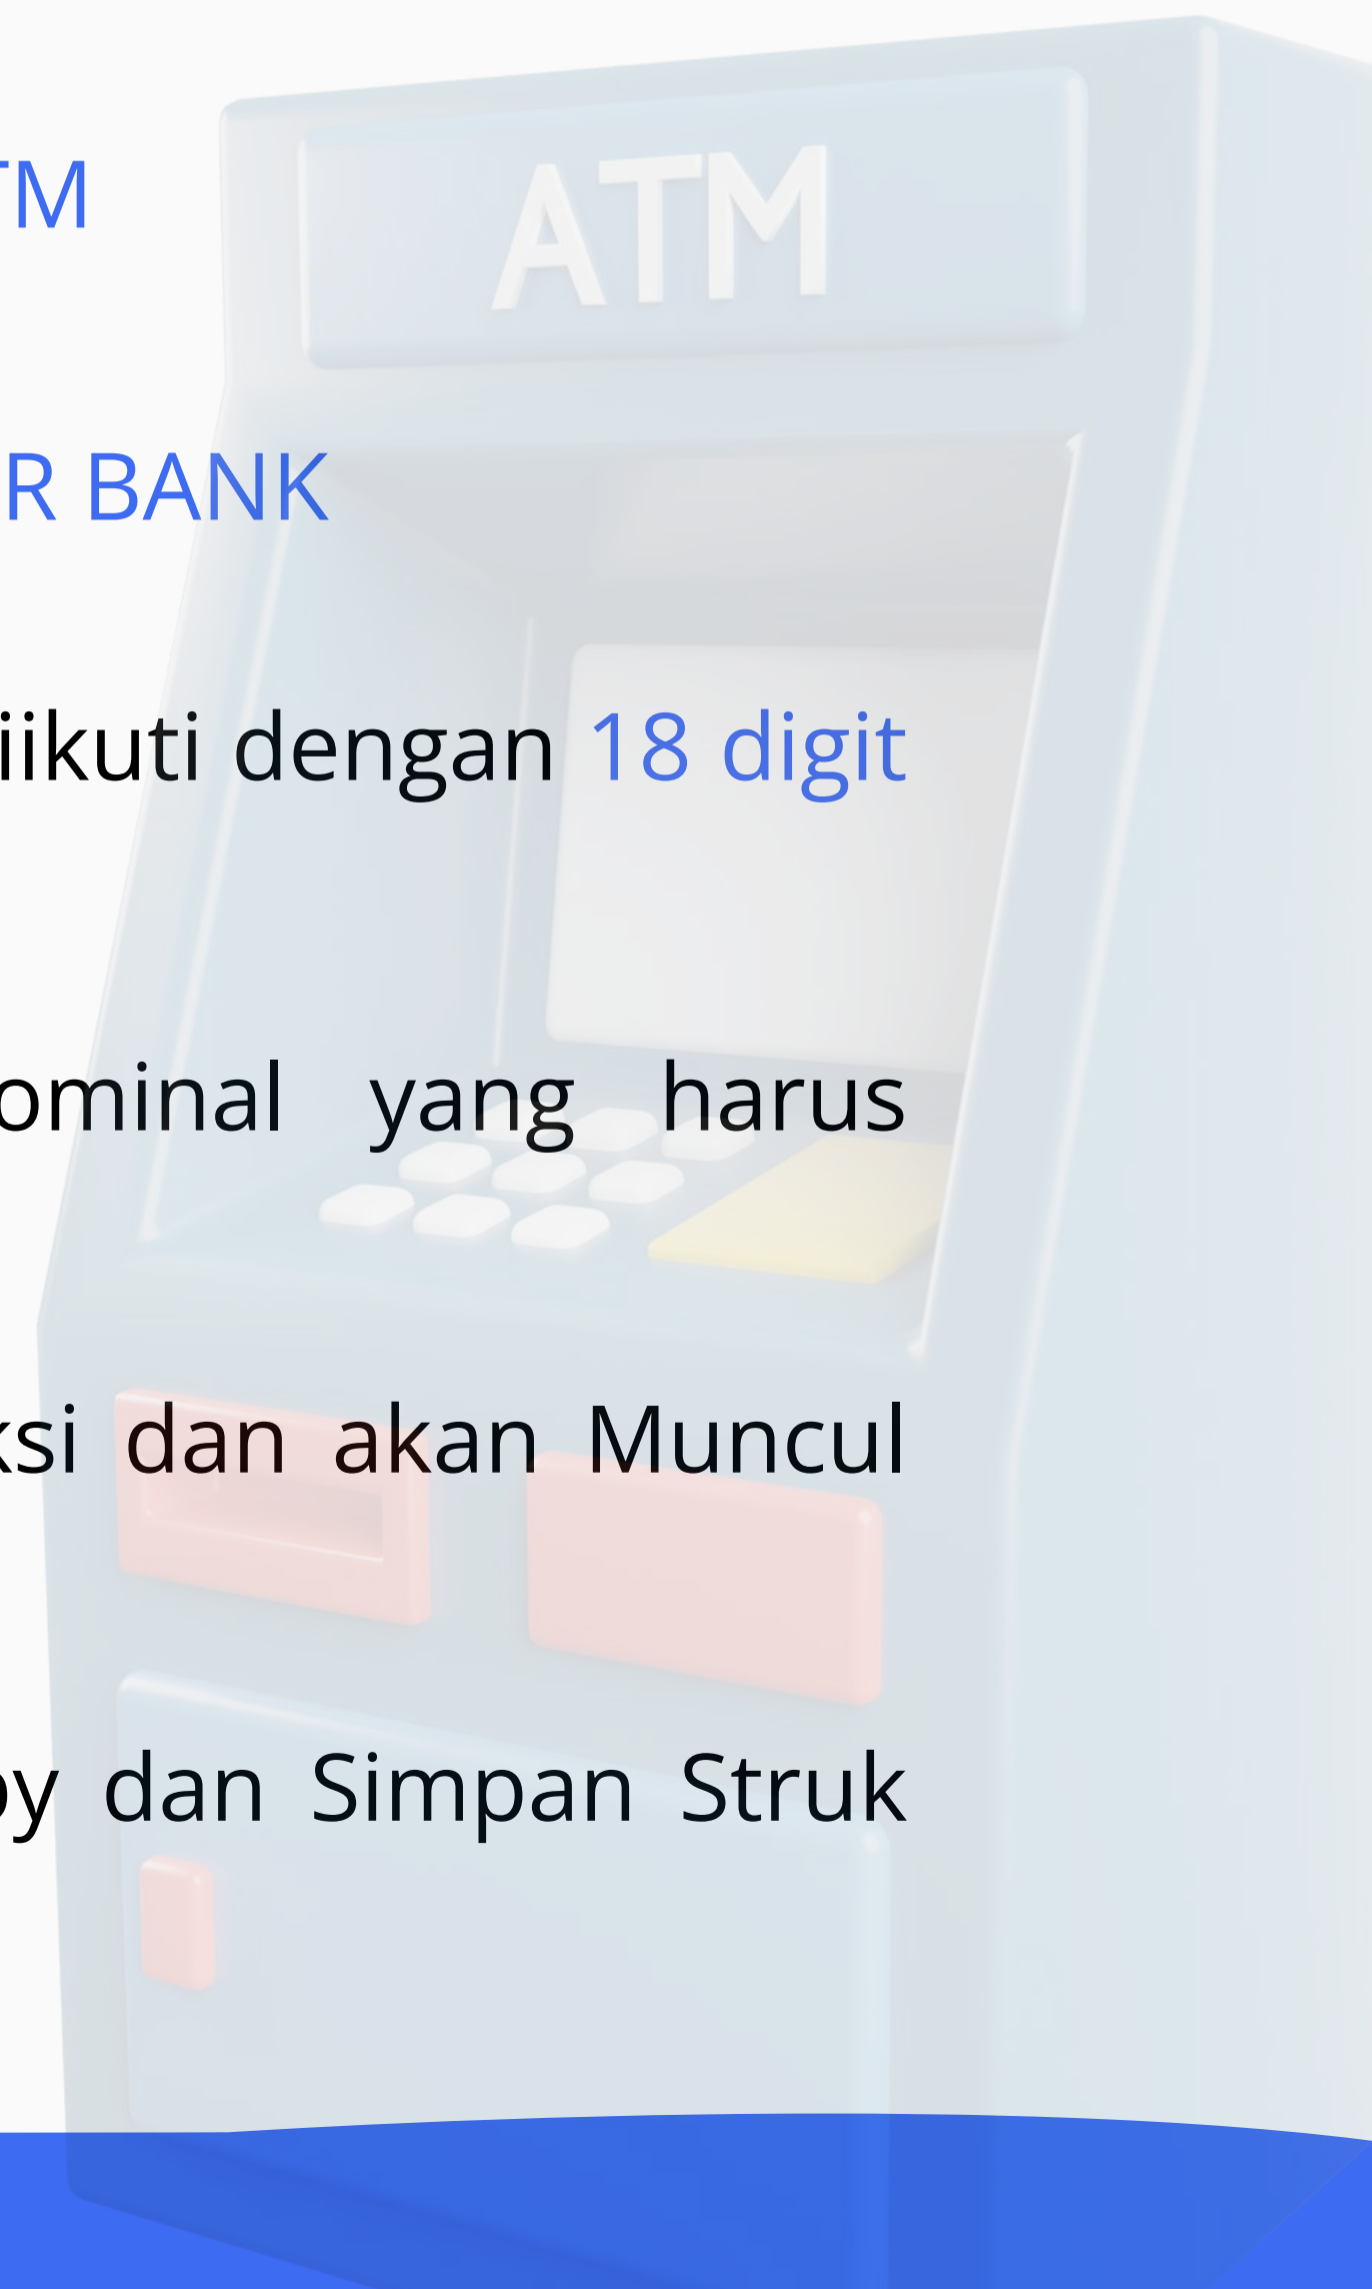 ATM
TM
R BANK
iikuti dengan 18 digit
ominal yang harus
ksi dan akan Muncul
py dan Simpan Struk